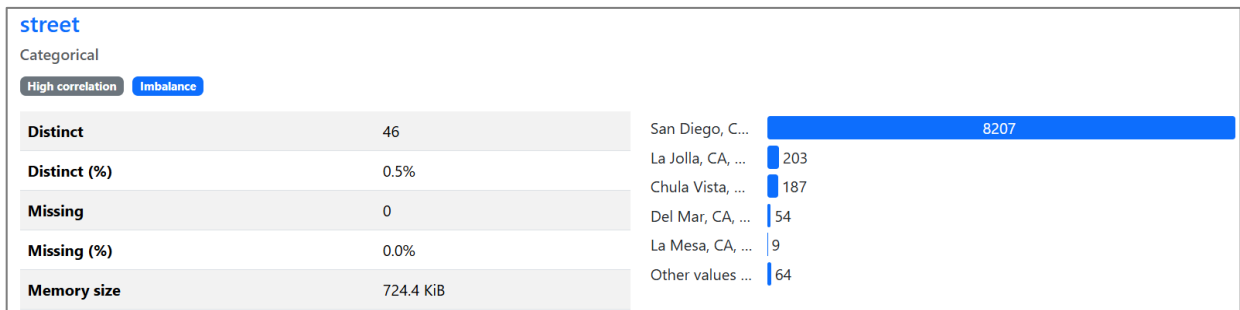 street
Categorical
High correlation Imbalance
Distinct 46
Distinct (%) 0.5%
Missing 0
Missing (%) 0.0%
Memory size 724.4 KiB
San Diego, C... 8207
La Jolla, CA, ... 203
Chula Vista, ... 187
Del Mar, CA, ... 54
La Mesa, CA, ... 9
Other values ... 64